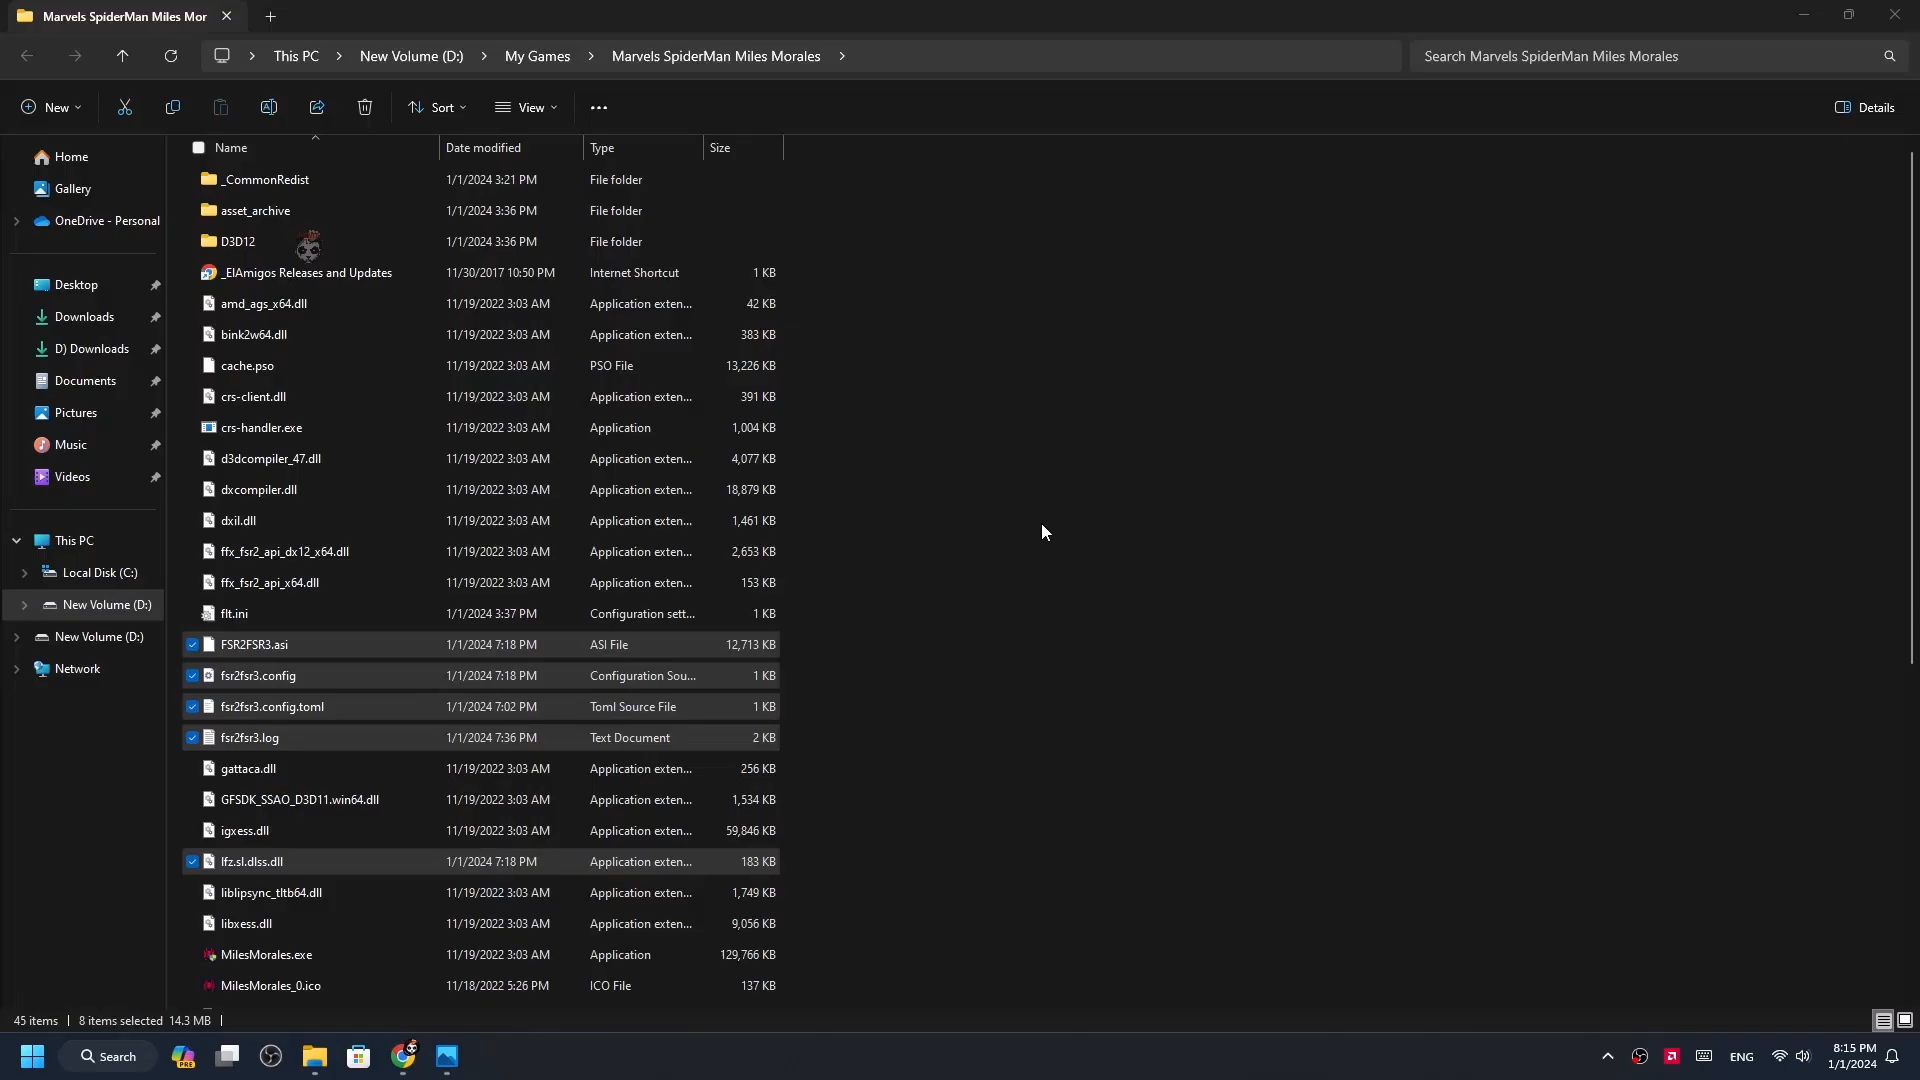 Marvels SpiderMan Miles Mor
This PC
New Volume (D:)
My Games
Marvels SpiderMan Miles Morales
Search Marvels SpiderMan Miles Morales
New
Sort
View
Details
Name Date modified Type Size
Home
Gallery
OneDrive - Personal
Desktop
Downloads
D) Downloads
Documents
Pictures
Music
Videos
This PC
Local Disk (C:)
New Volume (D:)
New Volume (D:)
Network
_CommonRedist 1/1/2024 3:21 PM File folder
asset_archive 1/1/2024 3:36 PM File folder
D3D12 1/1/2024 3:36 PM File folder
_ElAmigos Releases and Updates 11/30/2017 10:50 PM Internet Shortcut 1 KB
amd_ags_x64.dll 11/19/2022 3:03 AM Application exten... 42 KB
bink2w64.dll 11/19/2022 3:03 AM Application exten... 383 KB
cache.pso 11/19/2022 3:03 AM PSO File 13,226 KB
crs-client.dll 11/19/2022 3:03 AM Application exten... 391 KB
crs-handler.exe 11/19/2022 3:03 AM Application 1,004 KB
d3dcompiler_47.dll 11/19/2022 3:03 AM Application exten... 4,077 KB
dxcompiler.dll 11/19/2022 3:03 AM Application exten... 18,879 KB
dxil.dll 11/19/2022 3:03 AM Application exten... 1,461 KB
ffx_fsr2_api_dx12_x64.dll 11/19/2022 3:03 AM Application exten... 2,653 KB
ffx_fsr2_api_x64.dll 11/19/2022 3:03 AM Application exten... 153 KB
flt.ini 1/1/2024 3:37 PM Configuration sett... 1 KB
FSR2FSR3.asi 1/1/2024 7:18 PM ASI File 12,713 KB
fsr2fsr3.config 1/1/2024 7:18 PM Configuration Sou... 1 KB
fsr2fsr3.config.toml 1/1/2024 7:02 PM Toml Source File 1 KB
fsr2fsr3.log 1/1/2024 7:36 PM Text Document 2 KB
gattaca.dll 11/19/2022 3:03 AM Application exten... 256 KB
GFSDK_SSAO_D3D11.win64.dll 11/19/2022 3:03 AM Application exten... 1,534 KB
igxess.dll 11/19/2022 3:03 AM Application exten... 59,846 KB
lfz.sl.dlss.dll 1/1/2024 7:18 PM Application exten... 183 KB
liblipsync_tltb64.dll 11/19/2022 3:03 AM Application exten... 1,749 KB
libxess.dll 11/19/2022 3:03 AM Application exten... 9,056 KB
MilesMorales.exe 11/19/2022 3:03 AM Application 129,766 KB
MilesMorales_0.ico 11/18/2022 5:26 PM ICO File 137 KB
45 items 8 items selected 14.3 MB
Search
PRE
ENG
8:15 PM
1/1/2024